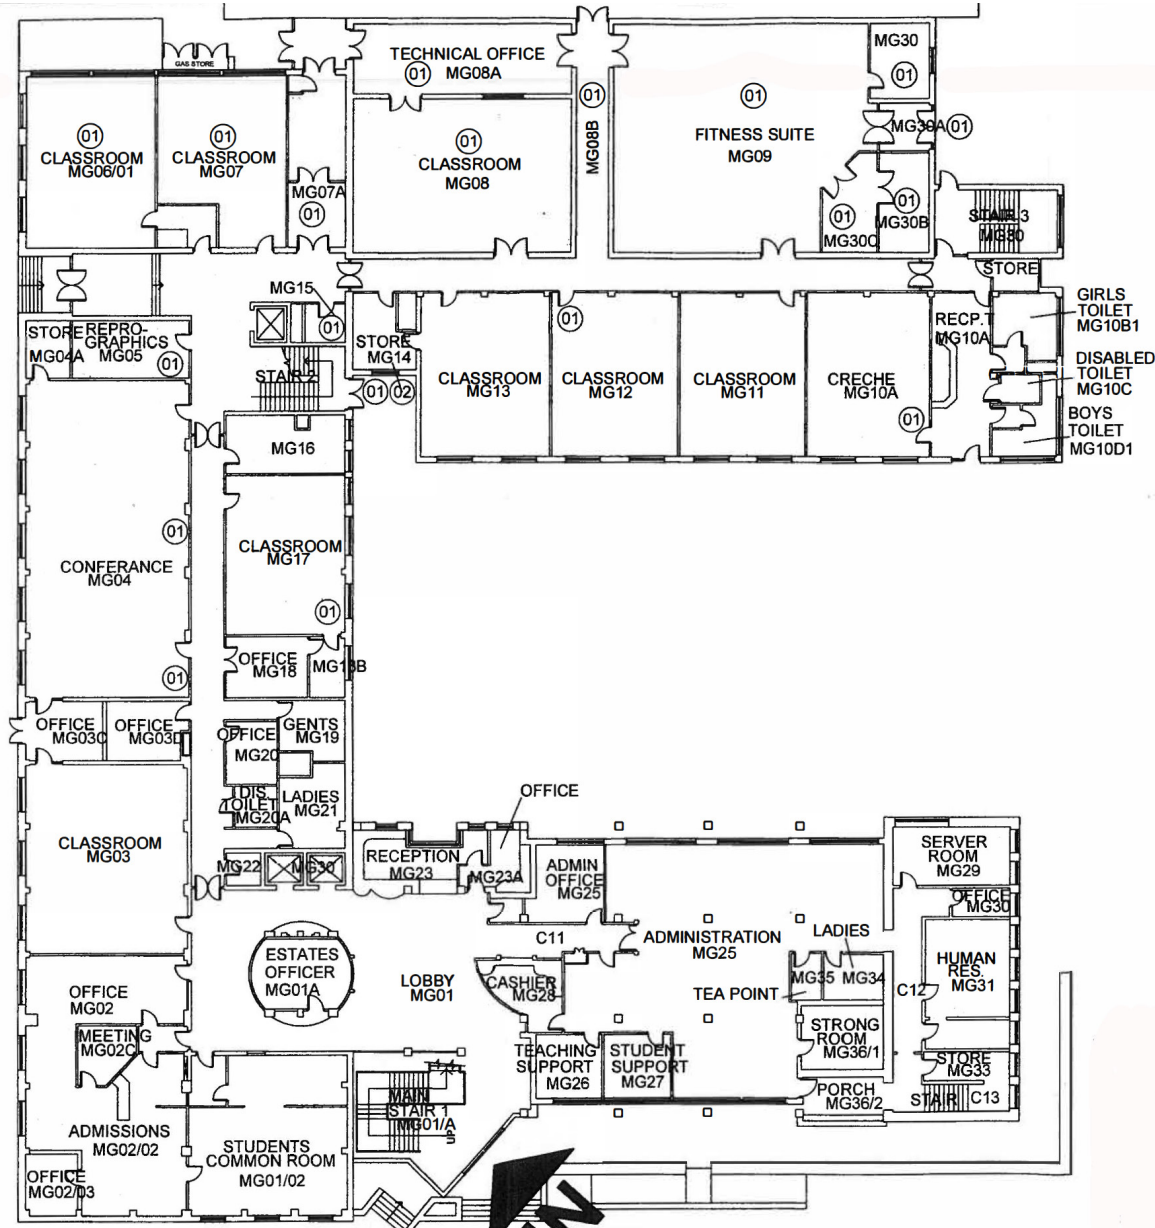 GAS STORE
TECHNICAL OFFICE
MG08A
01
MG30
01
01
CLASSROOM
MG06/01
01
CLASSROOM
MG07
01
CLASSROOM
MG08
01
MG08B
01
FITNESS SUITE
MG09
MG30A
01
MG07A
01
01
MG30C
01
MG30B
STAIR 3
MG30
MG15
01
STORE
GIRLS
TOILET
MG10B1
STORE
MG04A
REPRO-
GRAPHICS
MG05
01
STORE
MG14
01
02
STAIR 2
CLASSROOM
MG13
01
CLASSROOM
MG12
CLASSROOM
MG11
CRECHE
MG10A
01
RECP.T
MG10A
DISABLED
TOILET
MG10C
BOYS
TOILET
MG10D1
MG16
CONFERANCE
MG04
01
01
CLASSROOM
MG17
01
OFFICE
MG18
MG18B
OFFICE
MG03C
OFFICE
MG03D
OFFICE
MG20
GENTS
MG19
DIS.
TOILET
MG20A
LADIES
MG21
CLASSROOM
MG03
MG22
MG30
RECEPTION
MG23
MG23A
OFFICE
ADMIN
OFFICE
MG25
SERVER
ROOM
MG29
OFFICE
MG30
ESTATES
OFFICER
MG01A
LOBBY
MG01
C11
CASHIER
MG28
ADMINISTRATION
MG25
LADIES
MG34
MG35
TEA POINT
C12
HUMAN
RES.
MG31
OFFICE
MG02
MEETING
MG02C
TEACHING
SUPPORT
MG26
STUDENT
SUPPORT
MG27
STRONG
ROOM
MG36/1
STORE
MG33
PORCH
MG36/2
STAIR
C13
MAIN
STAIR 1
MG01/A
UP
ADMISSIONS
MG02/02
STUDENTS
COMMON ROOM
MG01/02
OFFICE
MG02/03
N